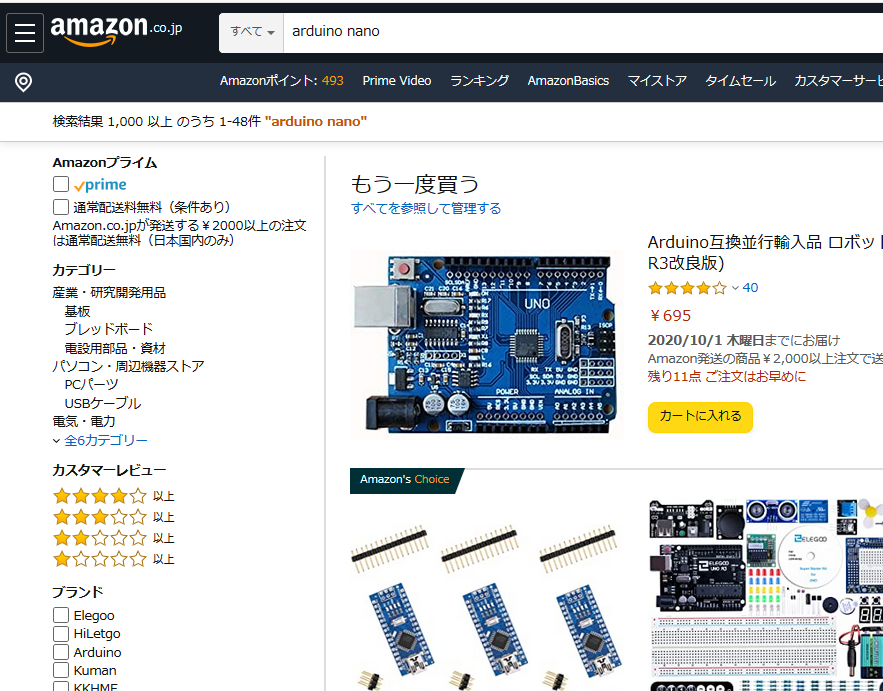 amazon.co.jp
すべて
arduino nano
Amazonポイント: 493
Prime Video
ランキング
AmazonBasics
マイストア
タイムセール
カスタマーサービ
検索結果 1,000 以上 のうち 1-48件 "arduino nano"
Amazonプライム
prime
通常配送料無料（条件あり）
Amazon.co.jpが発送する￥2000以上の注文
は通常配送無料（日本国内のみ）
カテゴリー
産業・研究開発用品
基板
ブレッドボード
電設用部品・資材
パソコン・周辺機器ストア
PCパーツ
USBケーブル
電気・電力
全6カテゴリー
カスタマーレビュー
以上
以上
以上
以上
ブランド
Elegoo
HiLetgo
Arduino
Kuman
KKHMF
もう一度買う
すべてを参照して管理する
UNO
POWER
ANALOG IN
Arduino互換並行輸入品 ロボット
R3改良版)
40
￥695
2020/10/1 木曜日までにお届け
Amazon発送の商品￥2,000以上注文で送
残り11点 ご注文はお早めに
カートに入れる
Amazon's Choice
ELEGOO
UNO R3
ELEGOO